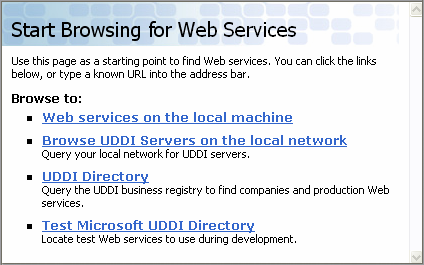 Start Browsing for Web Services
Use this page as a starting point to find Web services. You can click the links
below, or type a known URL into the address bar.
Browse to:
Web services on the local machine
Browse UDDI Servers on the local network
Query your local network for UDDI servers.
UDDI Directory
Query the UDDI business registry to find companies and production Web
services.
Test Microsoft UDDI Directory
Locate test Web services to use during development.